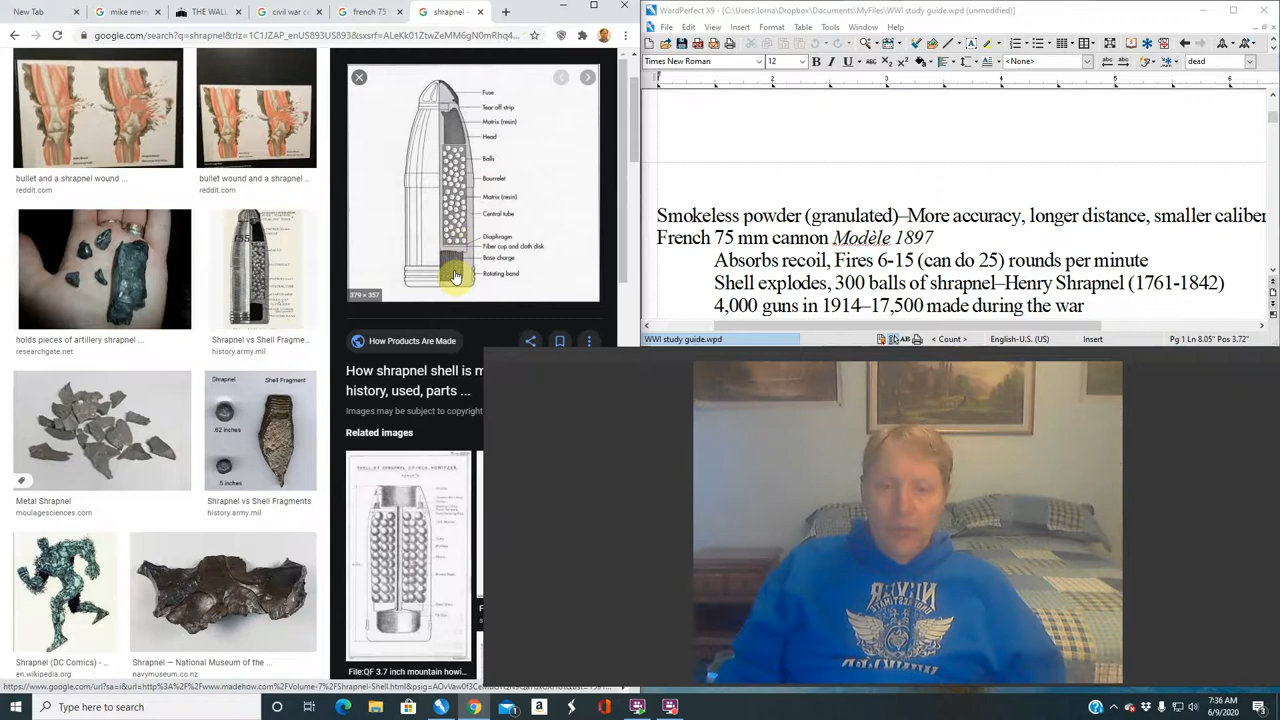 New Tab
mike mem
THE WALL
civil war c
french 75
shrapnel -
google.com/search?q=shrapnel&rlz=1C1JZAP_enUS893US893&sxsrf=ALeKk01ZtwZeMM6gN0mRhq4...
bullet and a shrapnel wound ...
reddit.com
bullet wound and a shrapnel ...
reddit.com
holds pieces of artillery shrapnel ...
researchgate.net
Shrapnel vs Shell Fragme...
history.army.mil
Shrapnel
Shell Fragment
.62 inches
.5 inches
Metal Shrapnel
moulagesciences.com
Shrapnel vs Shell Fragments
history.army.mil
Shrapnel (DC Comics) - ...
en.wikipedia.org
Shrapnel — National Museum of the ...
navymuseum.co.nz
Fuse
Tear off strip
Matrix (resin)
Head
Balls
Bourrelet
Matrix (resin)
Central tube
Diaphragm
Fiber cup and cloth disk
Base charge
Rotating band
379 × 357
How Products Are Made
How shrapnel shell is m
history, used, parts ...
Images may be subject to copyright
Related images
File:QF 3.7 inch mountain howi...
WordPerfect X9 - [C:\Users\lorna\Dropbox\MyFiles\WWI study guide.wpd (unmodified)]
File Edit View Insert Format Table Tools Window Help
Times New Roman
12
<None>
dead
Smokeless powder (granulated)–More accuracy, longer distance, smaller caliber
French 75 mm cannon Modèle 1897
Absorbs recoil, Fires 6-15 (can do 25) rounds per minute
Shell explodes, 300 balls of shrapnel–Henry Shrapnel (1761-1842)
4,000 guns in 1914–17,500 made during the war
WWI study guide.wpd
< Count >
English-U.S. (US)
Insert
Pg 1 Ln 8.05" Pos 3.72"
Type here to search
7:36 AM
6/9/2020